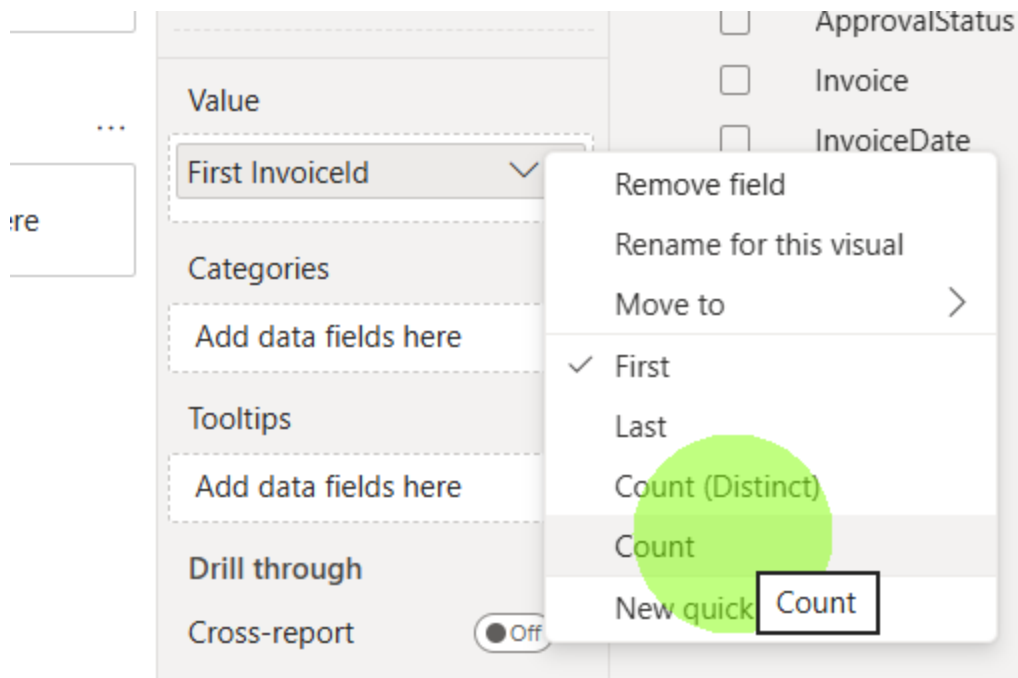 ApprovalStatus
Invoice
InvoiceDate
...
Value
First InvoiceId
Categories
Add data fields here
Tooltips
Add data fields here
Drill through
Cross-report
Off
Remove field
Rename for this visual
Move to
First
Last
Count (Distinct)
Count
New quick
Count